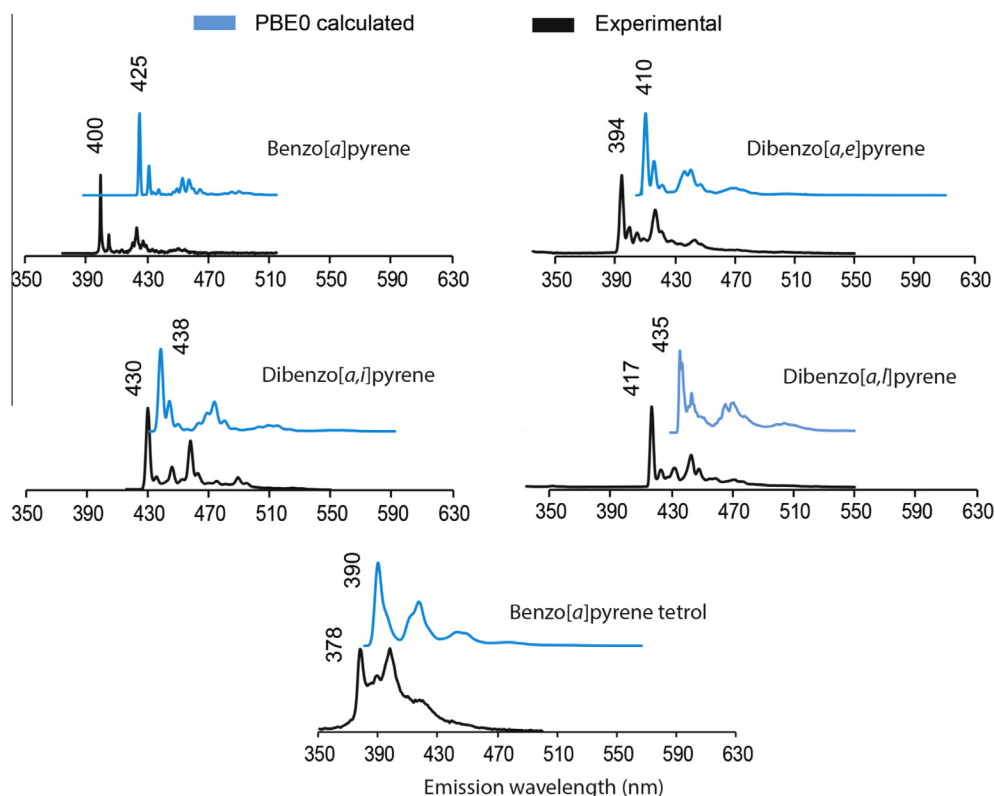 PBE0 calculated
Experimental
425
400
Benzo[a]pyrene
350 390 430 470 510 550 590 630
410
394
Dibenzo[a,e]pyrene
350 390 430 470 510 550 590 630
438
430
Dibenzo[a,i]pyrene
350 390 430 470 510 550 590 630
435
417
Dibenzo[a,l]pyrene
350 390 430 470 510 550 590 630
390
378
Benzo[a]pyrene tetrol
350 390 430 470 510 550 590 630
Emission wavelength (nm)